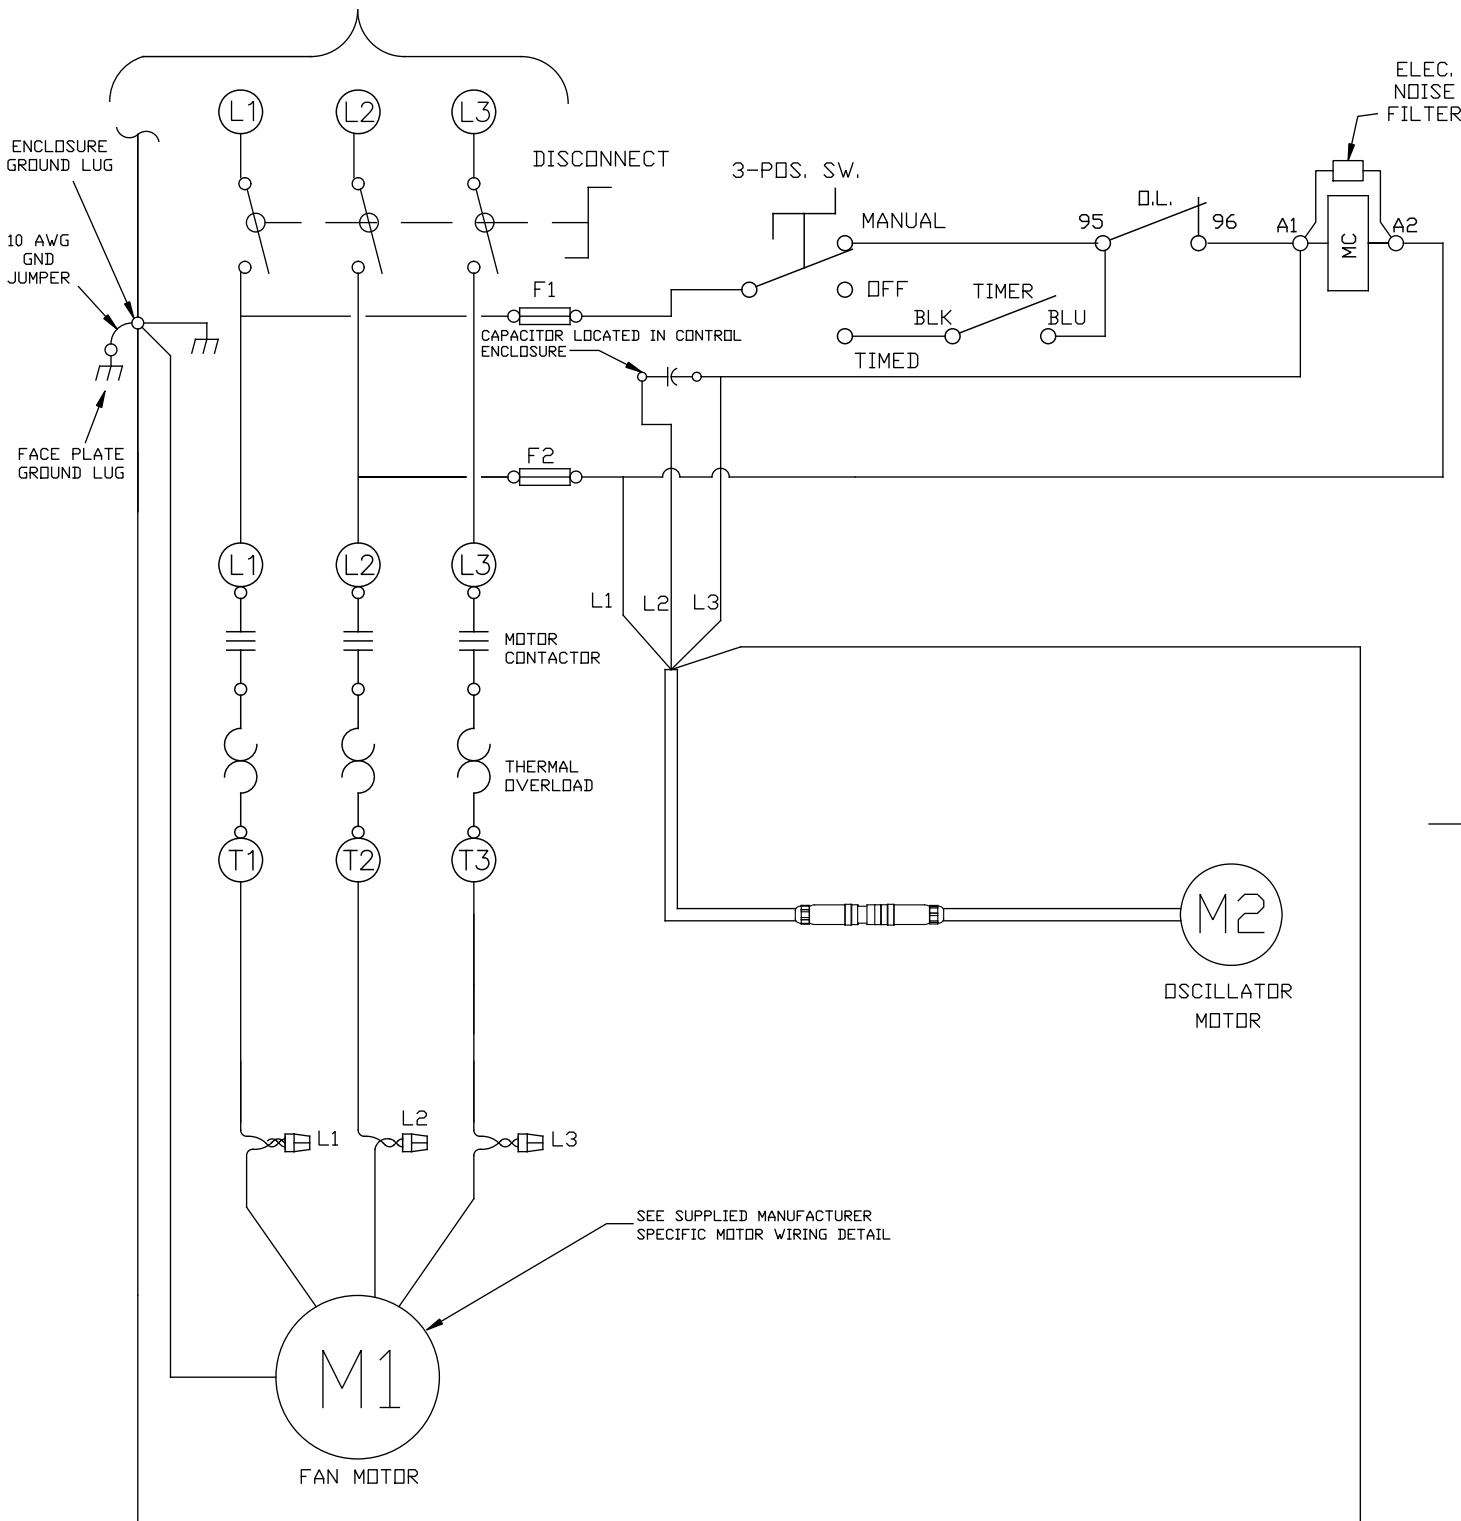 ELEC.
NOISE
FILTER
L1
L2
L3
ENCLOSURE
GROUND LUG
DISCONNECT
3-POS. SW.
O.L.
MANUAL
95
96
A1
A2
MC
10 AWG
GND
JUMPER
F1
OFF
TIMER
BLK
BLU
CAPACITOR LOCATED IN CONTROL
ENCLOSURE
TIMED
FACE PLATE
GROUND LUG
F2
L1
L2
L3
L1
L2
L3
MOTOR
CONTACTOR
THERMAL
OVERLOAD
T1
T2
T3
M2
OSCILLATOR
MOTOR
L1
L2
L3
SEE SUPPLIED MANUFACTURER
SPECIFIC MOTOR WIRING DETAIL
M1
FAN MOTOR